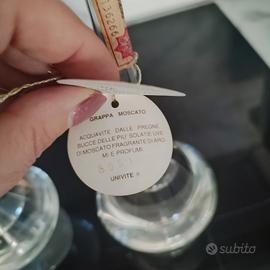 136266
GRAPPA MOSCATO
ACQUAVITE DALLE PREGNE
SUCCE DELLE PIU' SOLATIE UVE
DI MOSCATO FRAGRANTE DI ARO
MI E PROFUMI.
UNIVITE
subito